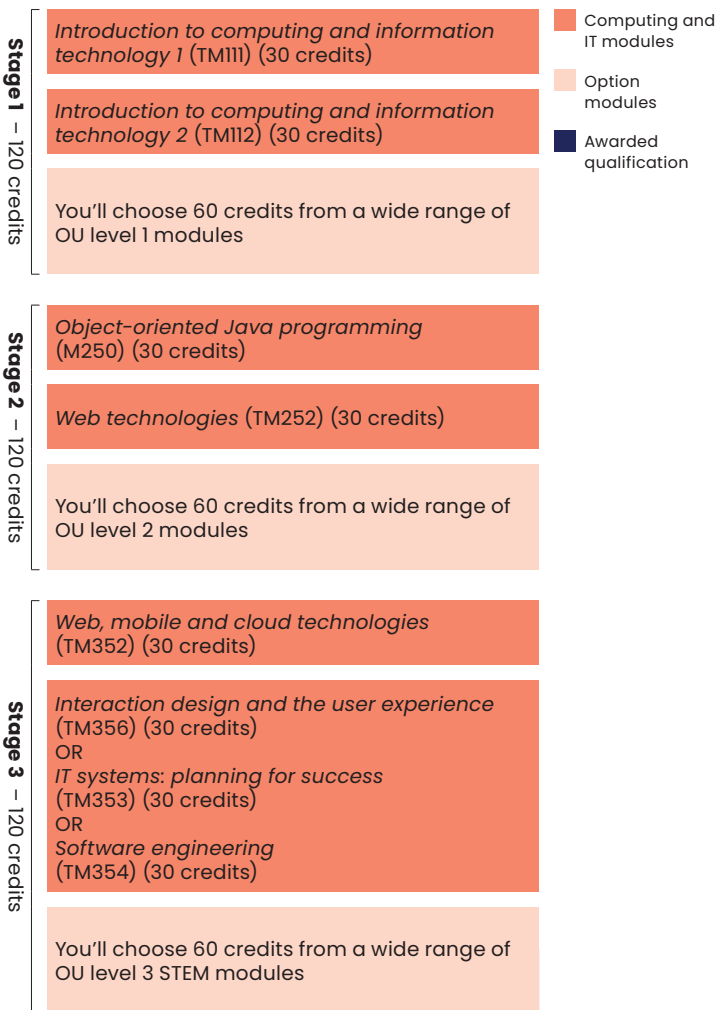 Stage 1 – 120 credits
Introduction to computing and information
technology 1 (TM111) (30 credits)
Introduction to computing and information
technology 2 (TM112) (30 credits)
You’ll choose 60 credits from a wide range of
OU level 1 modules
Computing and
IT modules
Option
modules
Awarded
qualification
Stage 2 – 120 credits
Object-oriented Java programming
(M250) (30 credits)
Web technologies (TM252) (30 credits)
You’ll choose 60 credits from a wide range of
OU level 2 modules
Stage 3 – 120 credits
Web, mobile and cloud technologies
(TM352) (30 credits)
Interaction design and the user experience
(TM356) (30 credits)
OR
IT systems: planning for success
(TM353) (30 credits)
OR
Software engineering
(TM354) (30 credits)
You’ll choose 60 credits from a wide range of
OU level 3 STEM modules